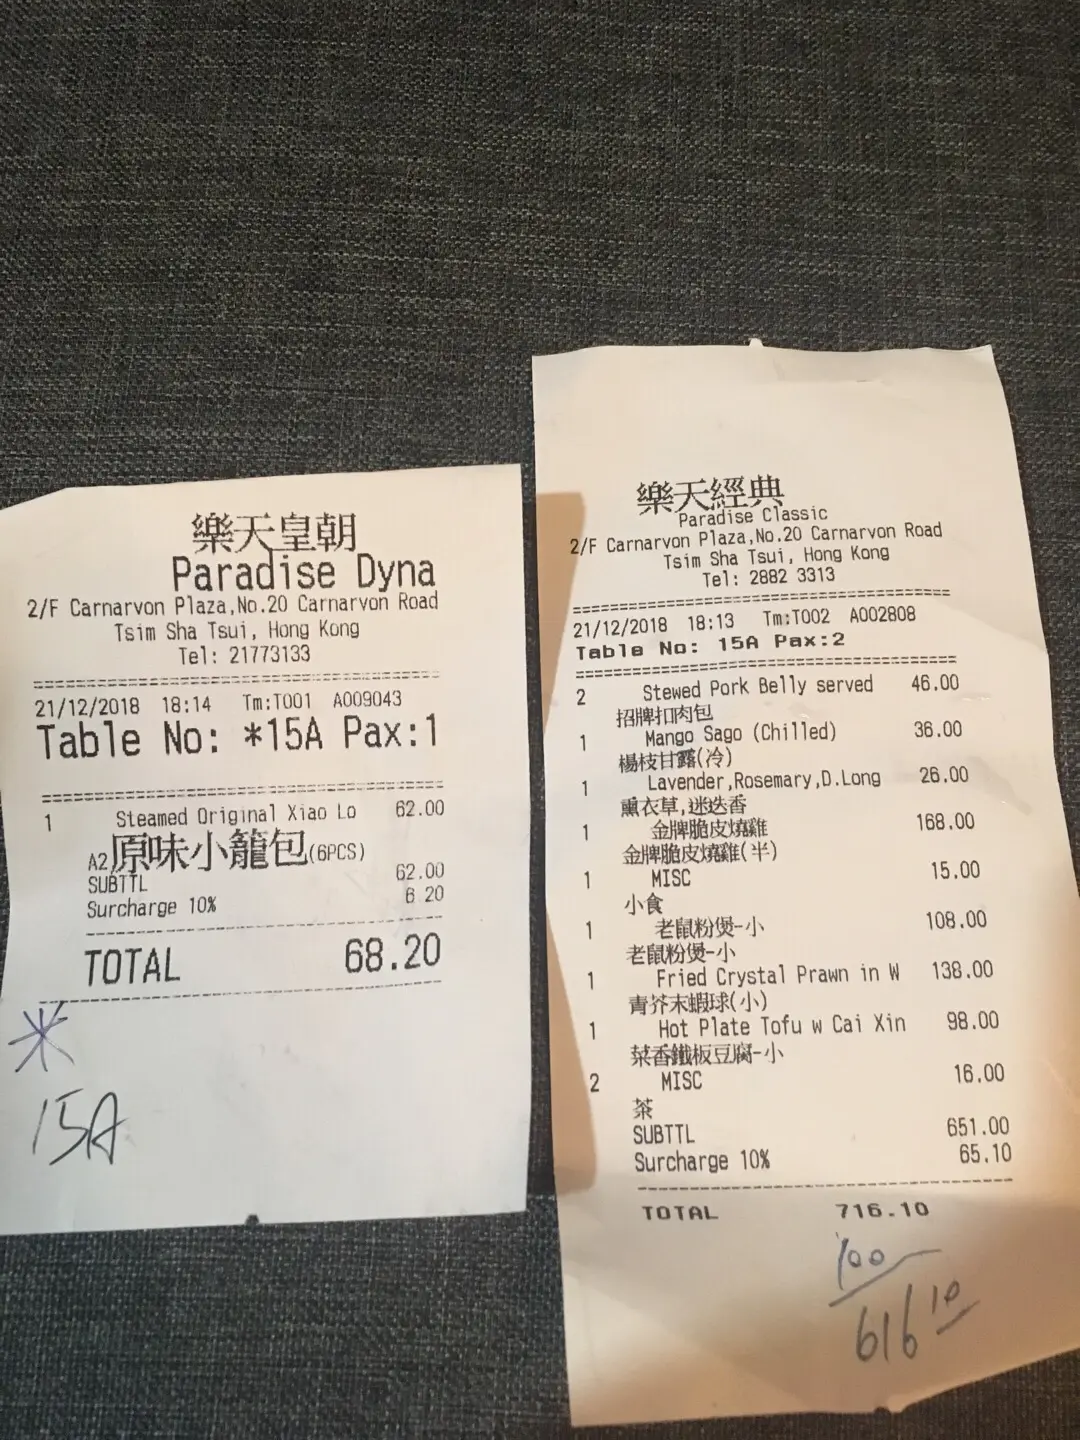 樂天皇朝
Paradise Dyna
2/F Carnarvon Plaza,No.20 Carnarvon Road
Tsim Sha Tsui, Hong Kong
Tel: 21773133
21/12/2018 18:14 Tm:T001 A009043
Table No: *15A Pax:1
1 Steamed Original Xiao Lo 62.00
A2 原味小籠包(6PCS)
SUBTTL 62.00
Surcharge 10% 6.20
TOTAL 68.20
15A
樂天經典
Paradise Classic
2/F Carnarvon Plaza,No.20 Carnarvon Road
Tsim Sha Tsui, Hong Kong
Tel: 2882 3313
21/12/2018 18:13 Tm:T002 A002808
Table No: 15A Pax:2
2 Stewed Pork Belly served 46.00
招牌扣肉包
1 Mango Sago (Chilled) 36.00
楊枝甘露(冷)
1 Lavender,Rosemary,D.Long 26.00
薰衣草,迷迭香
1 金牌脆皮燒雞 168.00
金牌脆皮燒雞(半)
1 MISC 15.00
小食
1 老鼠粉煲-小 108.00
老鼠粉煲-小
1 Fried Crystal Prawn in W 138.00
青芥末蝦球(小)
1 Hot Plate Tofu w Cai Xin 98.00
菜香鐵板豆腐-小
2 MISC 16.00
茶
SUBTTL 651.00
Surcharge 10% 65.10
TOTAL 716.10
100
616 10